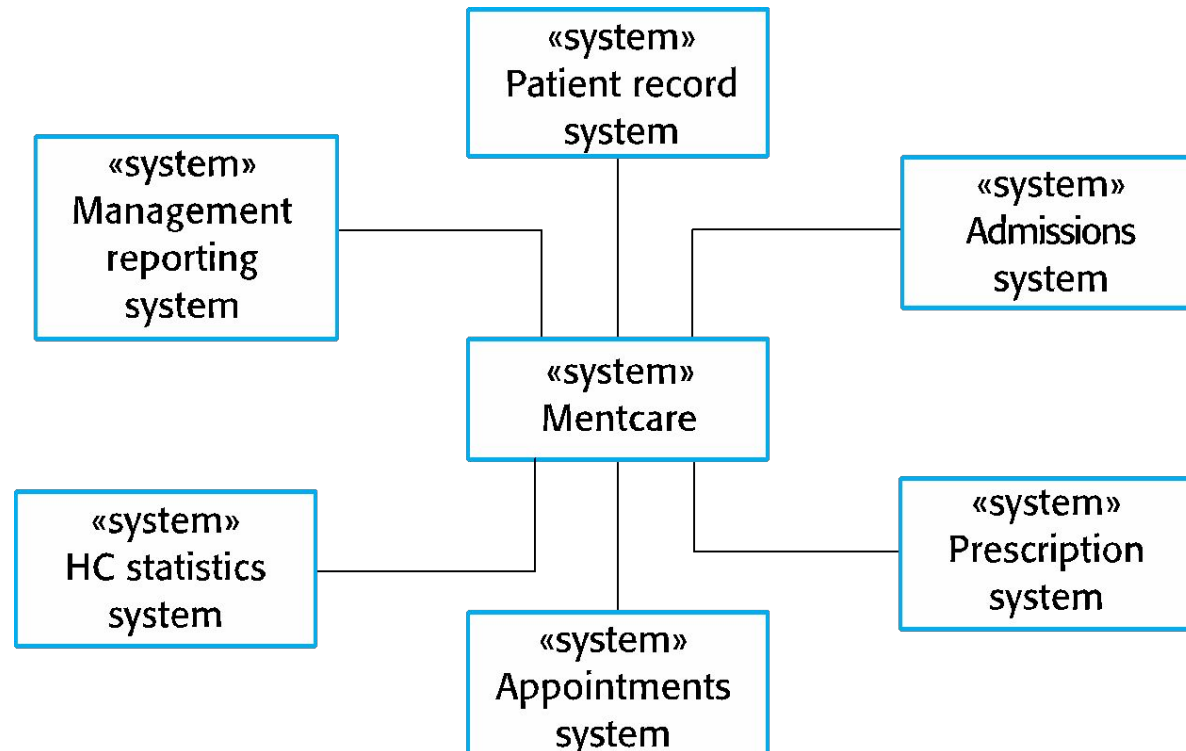 «system»
Patient record
system
«system»
Management
reporting
system
«system»
Admissions
system
«system»
Mentcare
«system»
HC statistics
system
«system»
Prescription
system
«system»
Appointments
system